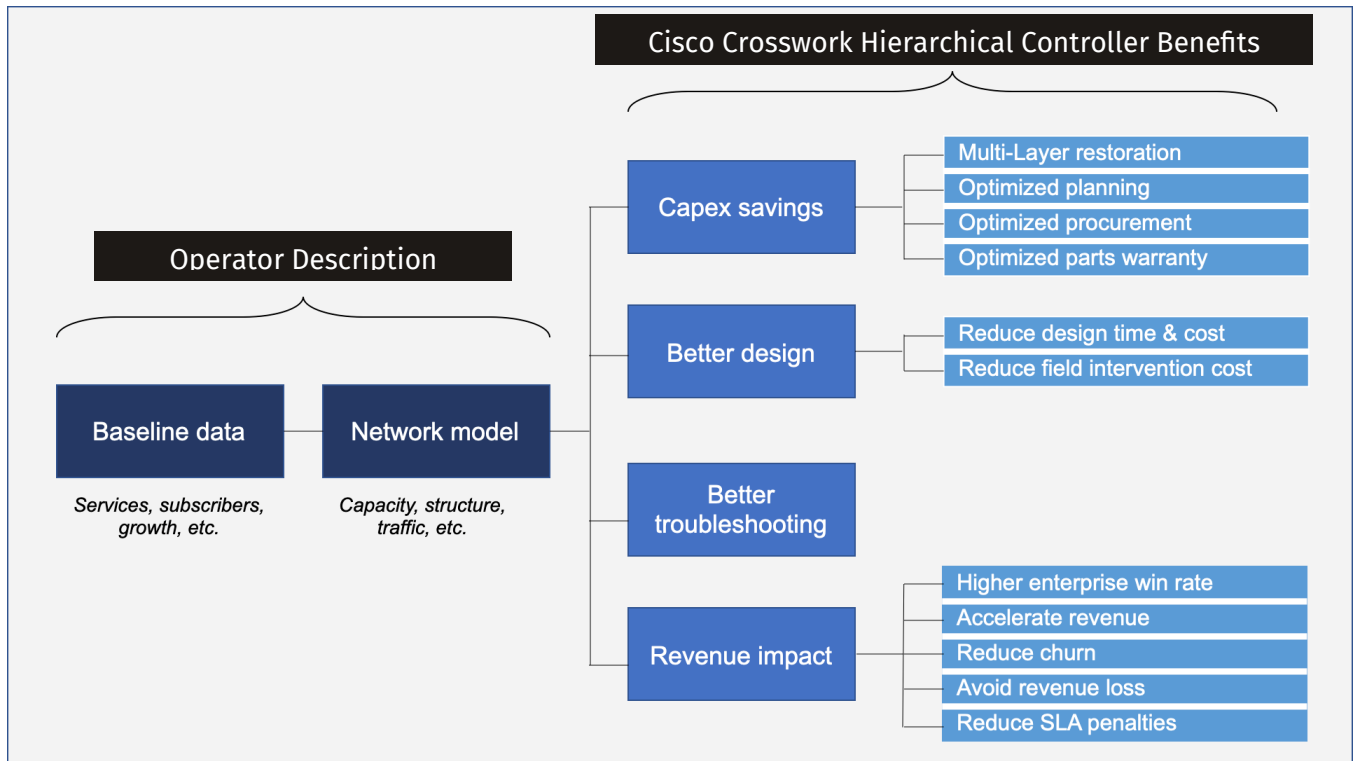 Cisco Crosswork Hierarchical Controller Benefits
Operator Description
Baseline data
Services, subscribers,
growth, etc.
Network model
Capacity, structure,
traffic, etc.
Capex savings
Multi-Layer restoration
Optimized planning
Optimized procurement
Optimized parts warranty
Better design
Reduce design time & cost
Reduce field intervention cost
Better
troubleshooting
Revenue impact
Higher enterprise win rate
Accelerate revenue
Reduce churn
Avoid revenue loss
Reduce SLA penalties